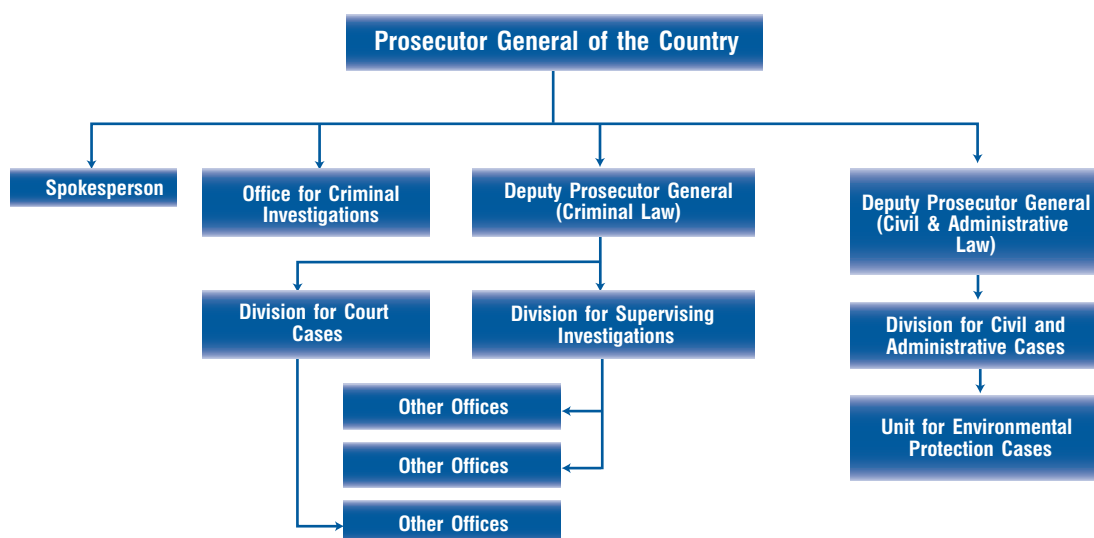 Prosecutor General of the Country
Spokesperson
Office for Criminal
Investigations
Deputy Prosecutor General
(Criminal Law)
Deputy Prosecutor General
(Civil & Administrative
Law)
Division for Court
Cases
Division for Supervising
Investigations
Division for Civil and
Administrative Cases
Other Offices
Other Offices
Other Offices
Unit for Environmental
Protection Cases